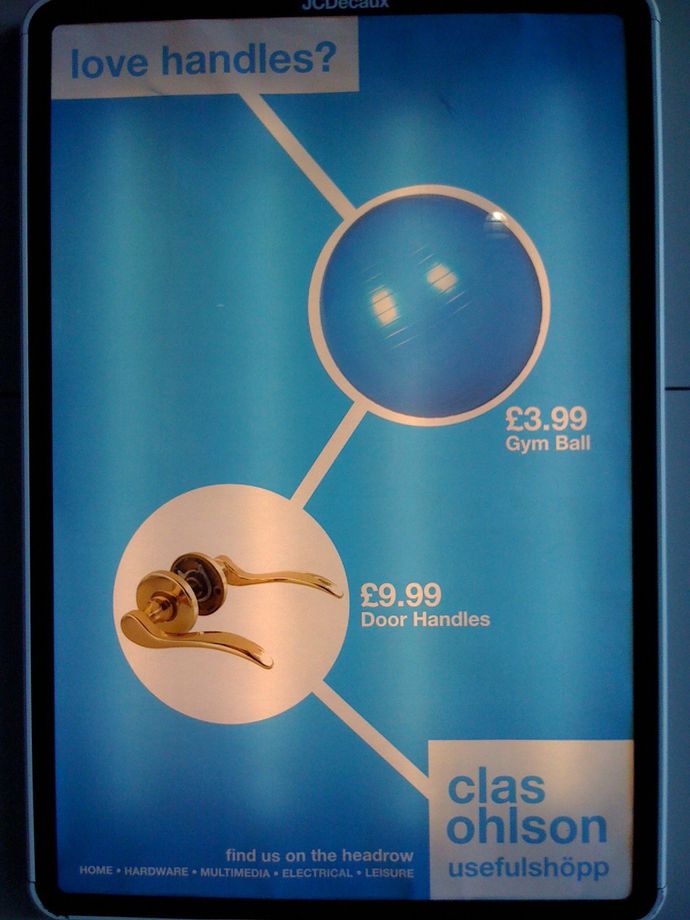 JCDecaux
love handles?
£3.99
Gym Ball
£9.99
Door Handles
clas
ohlson
usefulshöpp
find us on the headrow
HOME • HARDWARE • MULTIMEDIA • ELECTRICAL • LEISURE